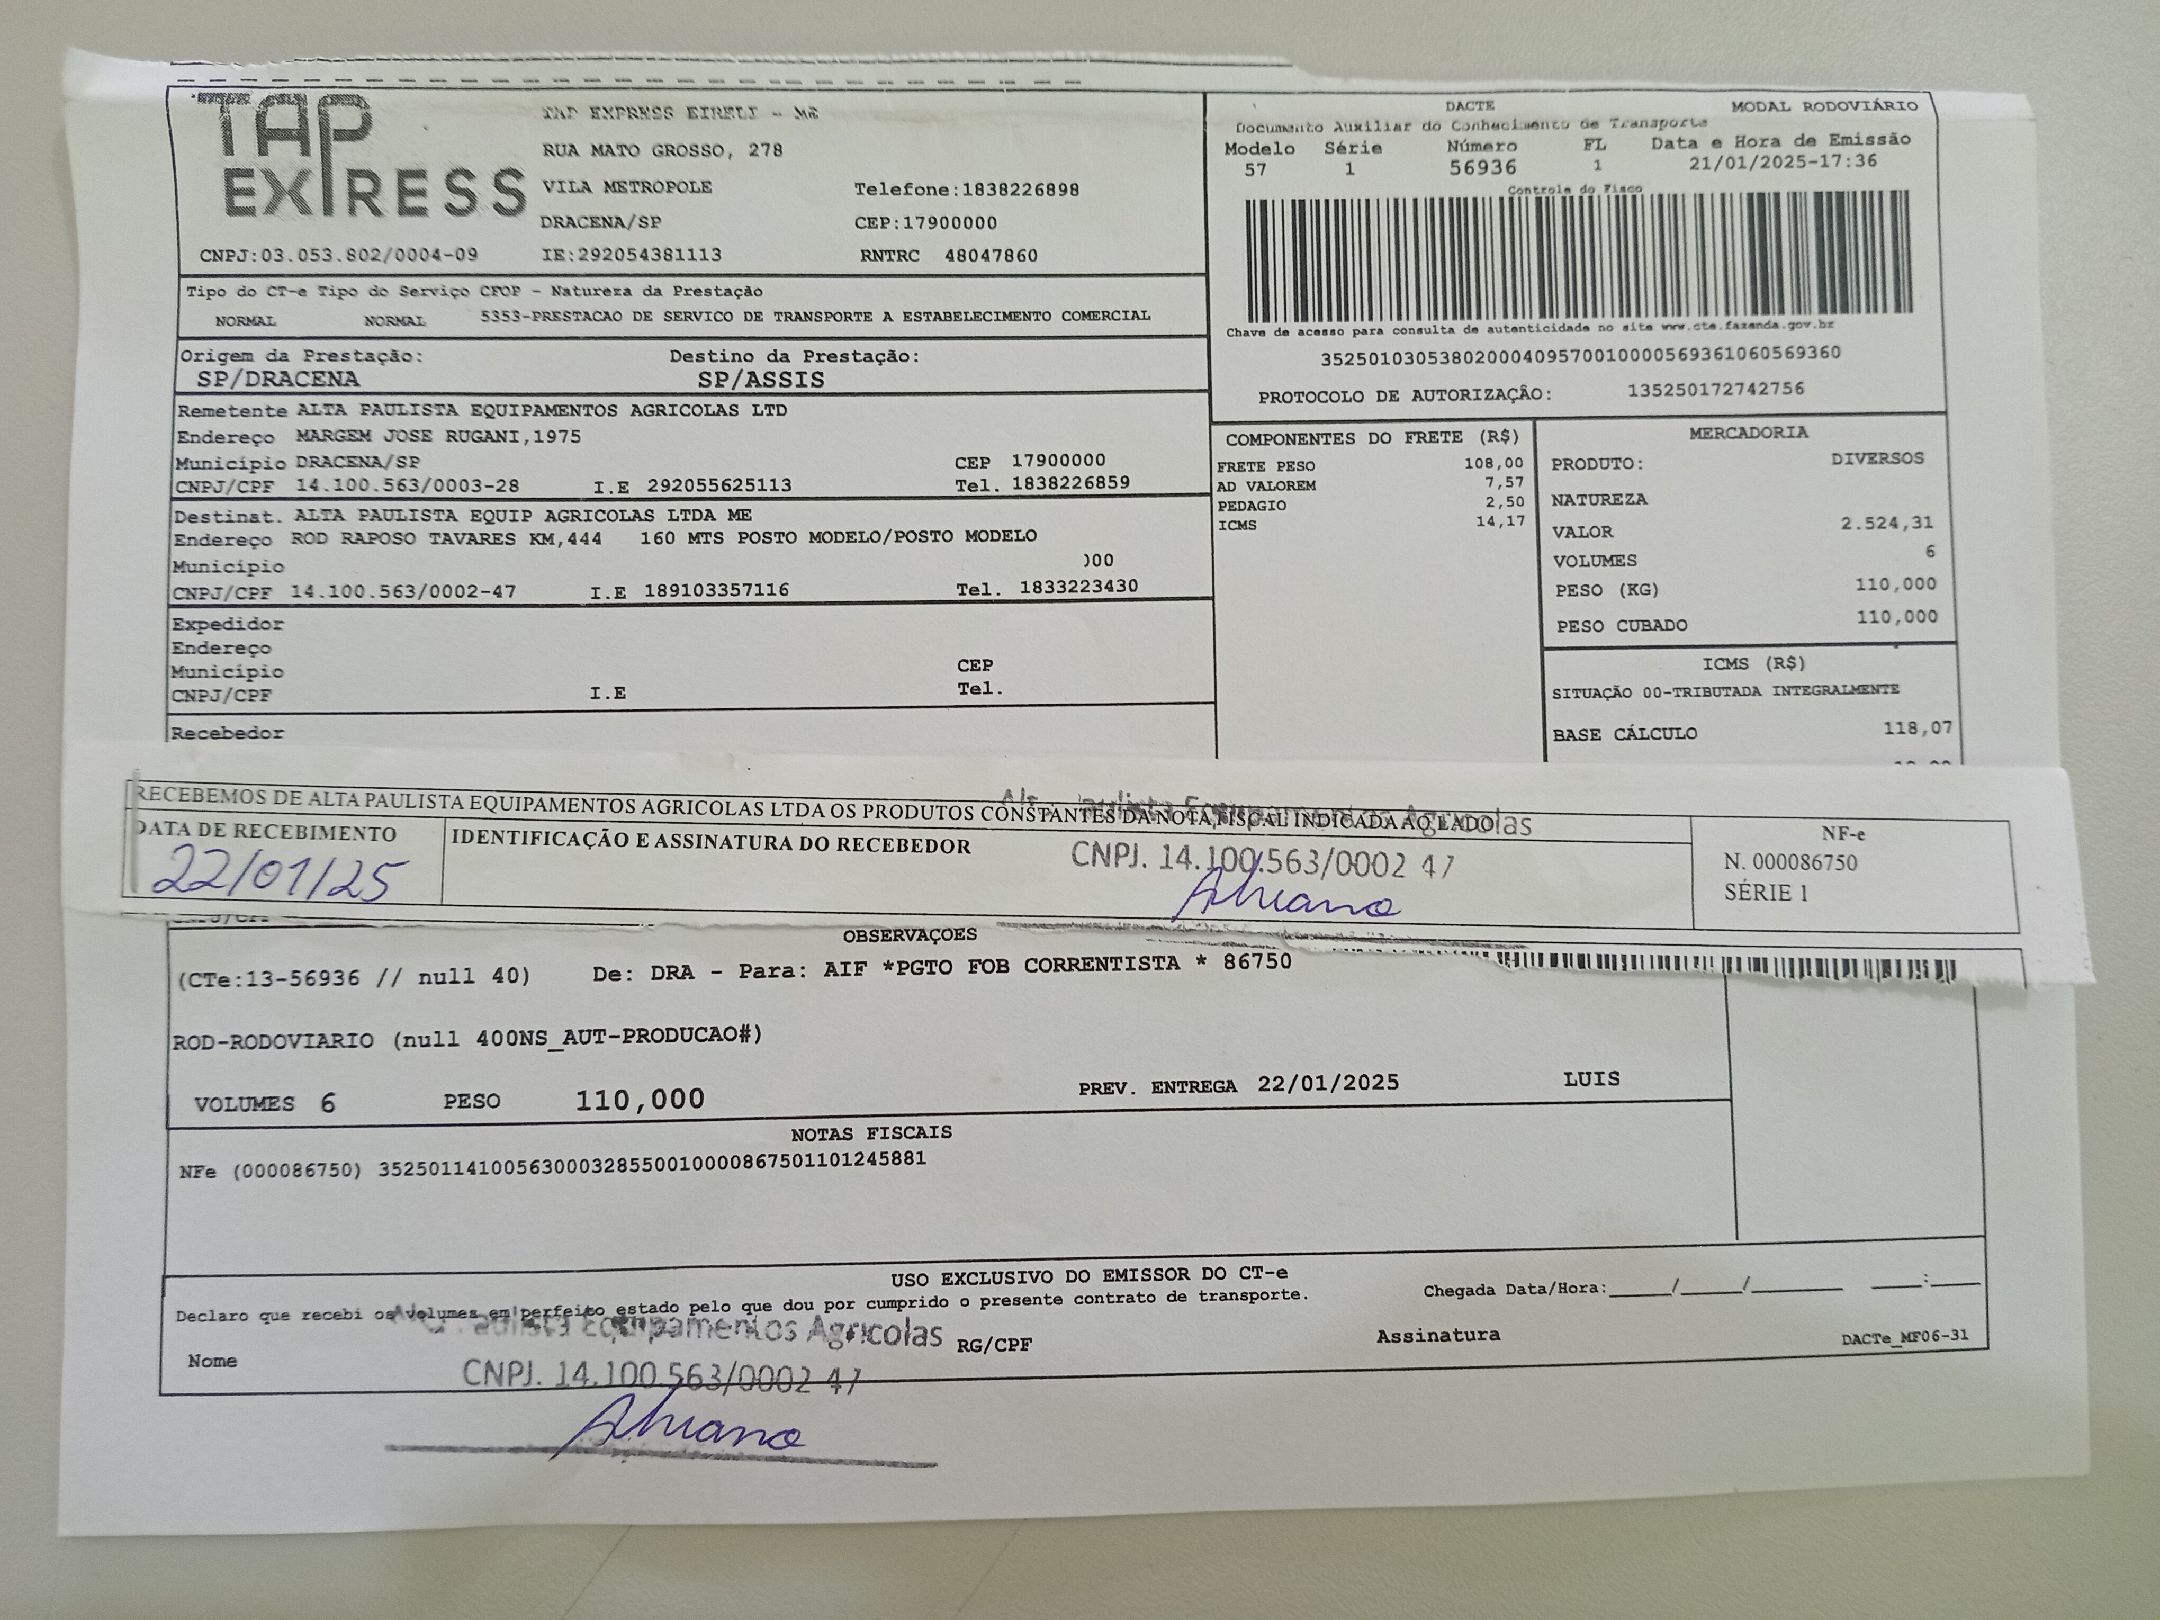 TAP EXPRESS
TAP EXPRESS EIRELI - ME
RUA MATO GROSSO, 278
VILA METROPOLE Telefone:1838226898
DRACENA/SP CEP:17900000
CNPJ:03.053.802/0004-09 IE:292054381113 RNTRC 48047860
DACTE MODAL RODOVIÁRIO
Documento Auxiliar do Conhecimento de Transporte
Modelo Série Número FL Data e Hora de Emissão
57 1 56936 1 21/01/2025-17:36
Controle do Fisco
Chave de acesso para consulta de autenticidade no site www.cte.fazenda.gov.br
35250103053802000409570010000569361060569360
PROTOCOLO DE AUTORIZAÇÃO: 135250172742756
Tipo do CT-e Tipo do Serviço CFOP - Natureza da Prestação
NORMAL NORMAL 5353-PRESTACAO DE SERVICO DE TRANSPORTE A ESTABELECIMENTO COMERCIAL
Origem da Prestação: Destino da Prestação:
SP/DRACENA SP/ASSIS
Remetente ALTA PAULISTA EQUIPAMENTOS AGRICOLAS LTD
Endereço MARGEM JOSE RUGANI,1975
Município DRACENA/SP CEP 17900000
CNPJ/CPF 14.100.563/0003-28 I.E 292055625113 Tel. 1838226859
Destinat. ALTA PAULISTA EQUIP AGRICOLAS LTDA ME
Endereço ROD RAPOSO TAVARES KM,444 160 MTS POSTO MODELO/POSTO MODELO
Município )00
CNPJ/CPF 14.100.563/0002-47 I.E 189103357116 Tel. 1833223430
Expedidor
Endereço
Município CEP
CNPJ/CPF I.E Tel.
Recebedor
COMPONENTES DO FRETE (R$)
FRETE PESO 108,00
AD VALOREM 7,57
PEDAGIO 2,50
ICMS 14,17
MERCADORIA
PRODUTO: DIVERSOS
NATUREZA
VALOR 2.524,31
VOLUMES 6
PESO (KG) 110,000
PESO CUBADO 110,000
ICMS (R$)
SITUAÇÃO 00-TRIBUTADA INTEGRALMENTE
BASE CÁLCULO 118,07
RECEBEMOS DE ALTA PAULISTA EQUIPAMENTOS AGRICOLAS LTDA OS PRODUTOS CONSTANTES DA NOTA FISCAL INDICADA AO LADO
Paulista Equipamentos Agricolas
DATA DE RECEBIMENTO IDENTIFICAÇÃO E ASSINATURA DO RECEBEDOR
22/01/25
CNPJ. 14.100.563/0002 47
Adriano
NF-e
N. 000086750
SÉRIE 1
OBSERVAÇOES
(CTe:13-56936 // null 40) De: DRA - Para: AIF *PGTO FOB CORRENTISTA * 86750
ROD-RODOVIARIO (null 400NS_AUT-PRODUCAO#)
VOLUMES 6 PESO 110,000 PREV. ENTREGA 22/01/2025 LUIS
NOTAS FISCAIS
NFe (000086750) 35250114100563000328550010000867501101245881
USO EXCLUSIVO DO EMISSOR DO CT-e
Declaro que recebi os volumes em perfeito estado pelo que dou por cumprido o presente contrato de transporte. Chegada Data/Hora:_____/_____/________ ____:____
Paulista Equipamentos Agricolas
Nome RG/CPF Assinatura DACTe_MF06-31
CNPJ. 14.100.563/0002 47
Adriano